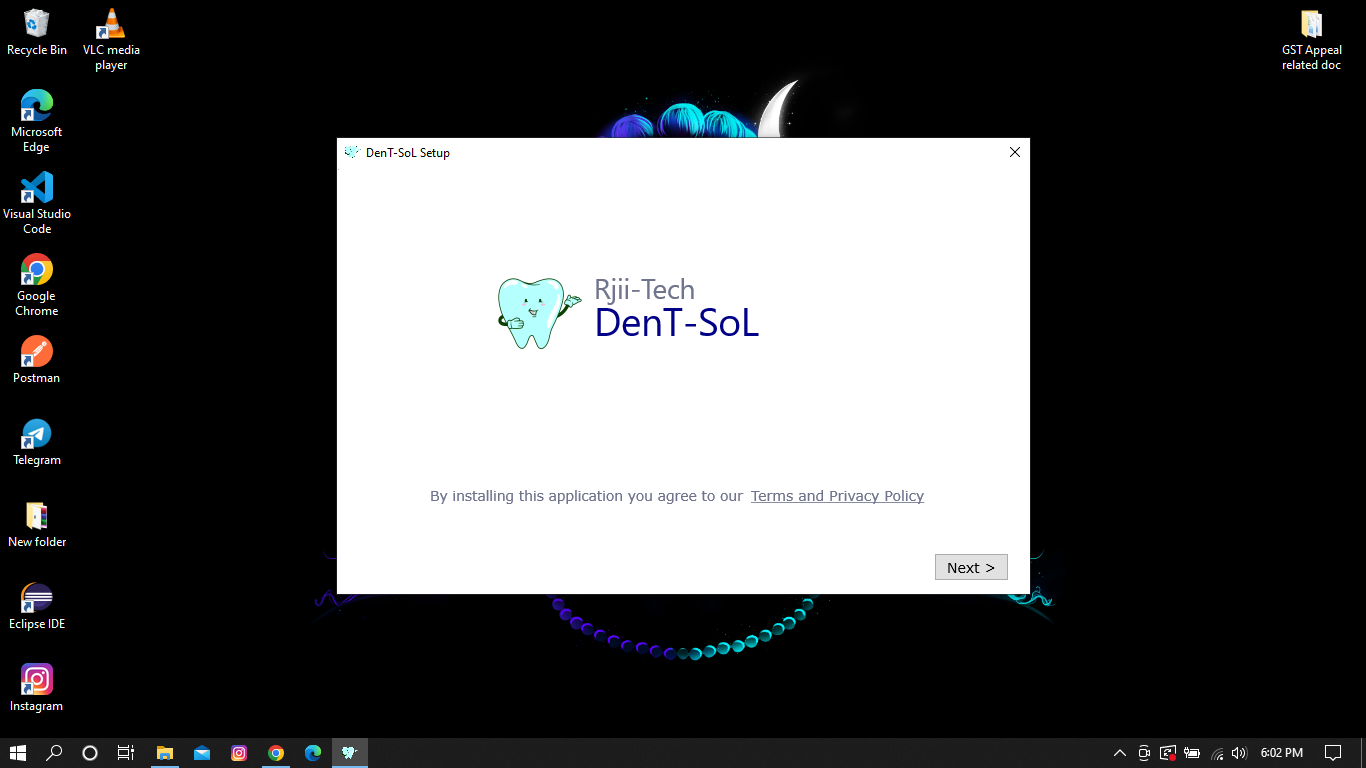 Recycle Bin
VLC media
player
GST Appeal
related doc
Microsoft
Edge
Visual Studio
Code
Google
Chrome
Postman
Telegram
New folder
Eclipse IDE
Instagram
DenT-SoL Setup
Rjii-Tech
DenT-SoL
By installing this application you agree to our Terms and Privacy Policy
Next >
6:02 PM